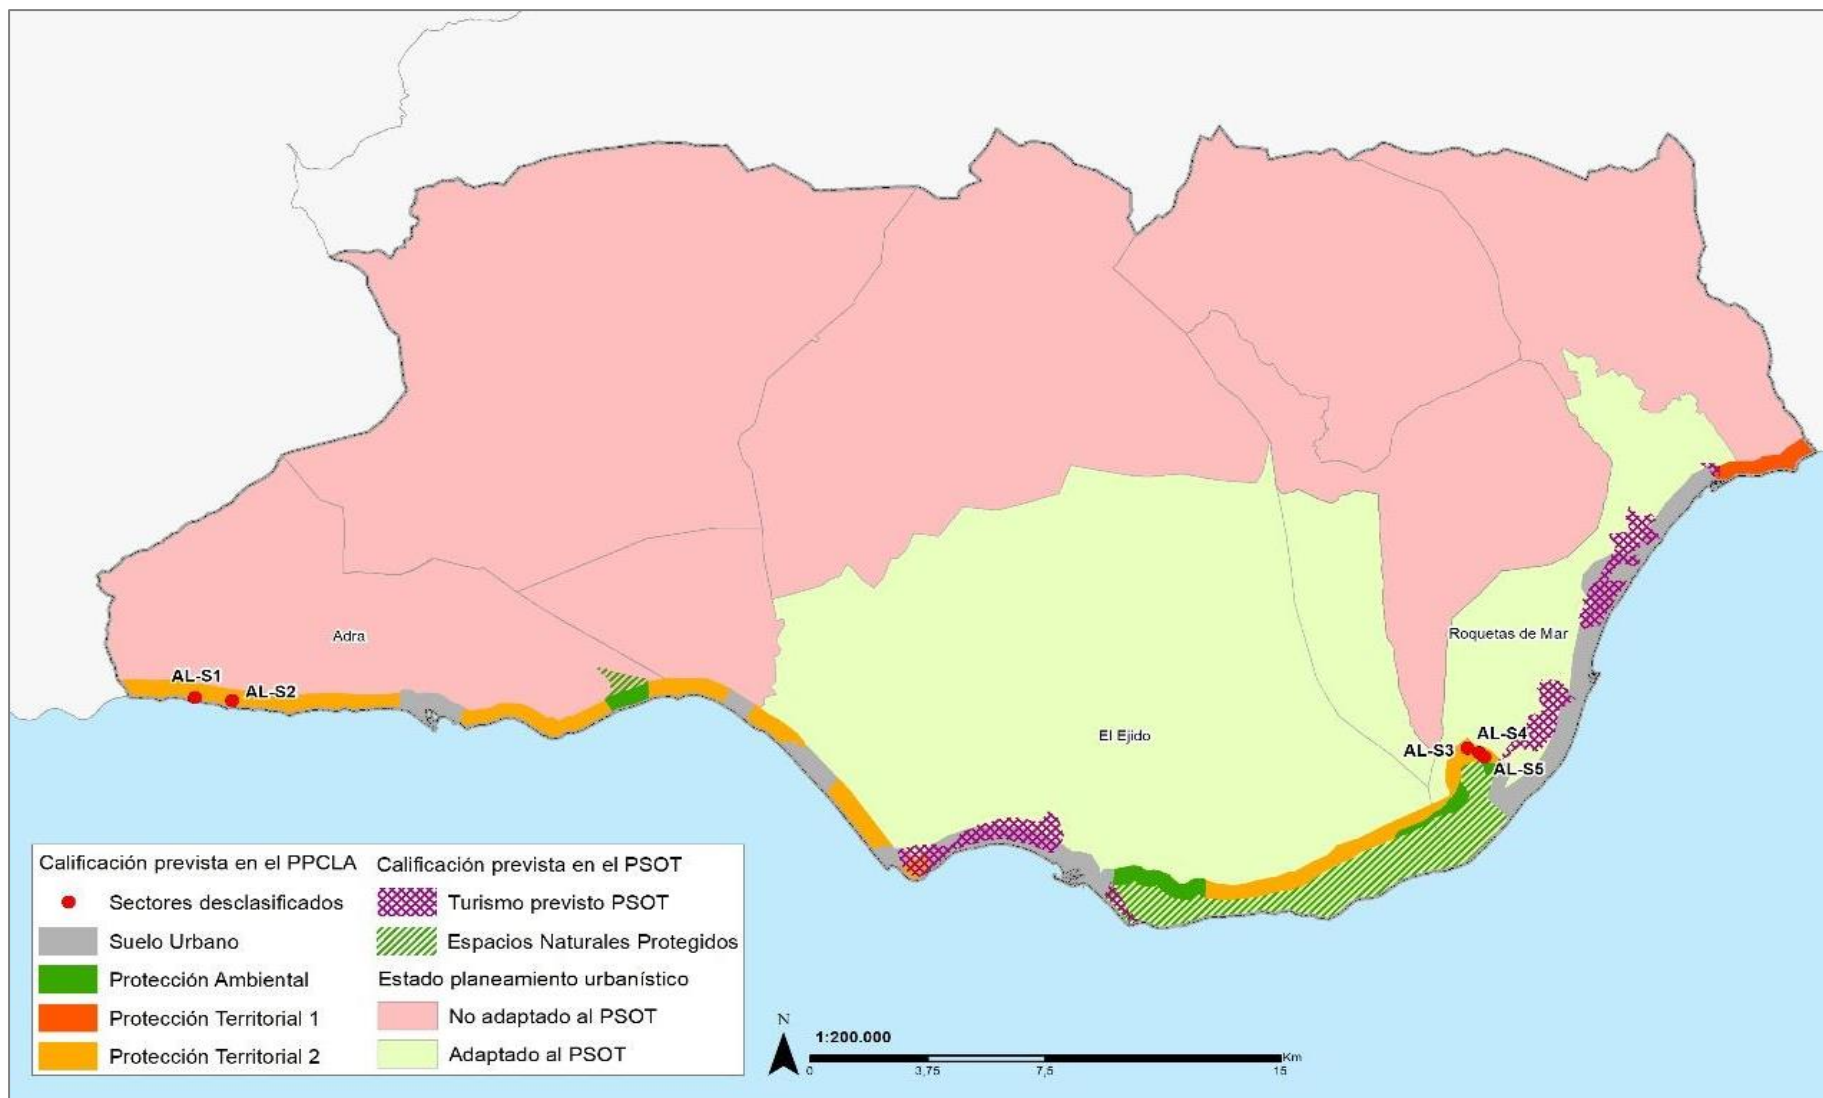 Adra
AL-S1
AL-S2
Roquetas de Mar
El Ejido
AL-S3
AL-S4
AL-S5
Calificación prevista en el PPCLA
Sectores desclasificados
Suelo Urbano
Protección Ambiental
Protección Territorial 1
Protección Territorial 2
Calificación prevista en el PSOT
Turismo previsto PSOT
Espacios Naturales Protegidos
Estado planeamiento urbanístico
No adaptado al PSOT
Adaptado al PSOT
N
1:200.000
Km
0 3,75 7,5 15